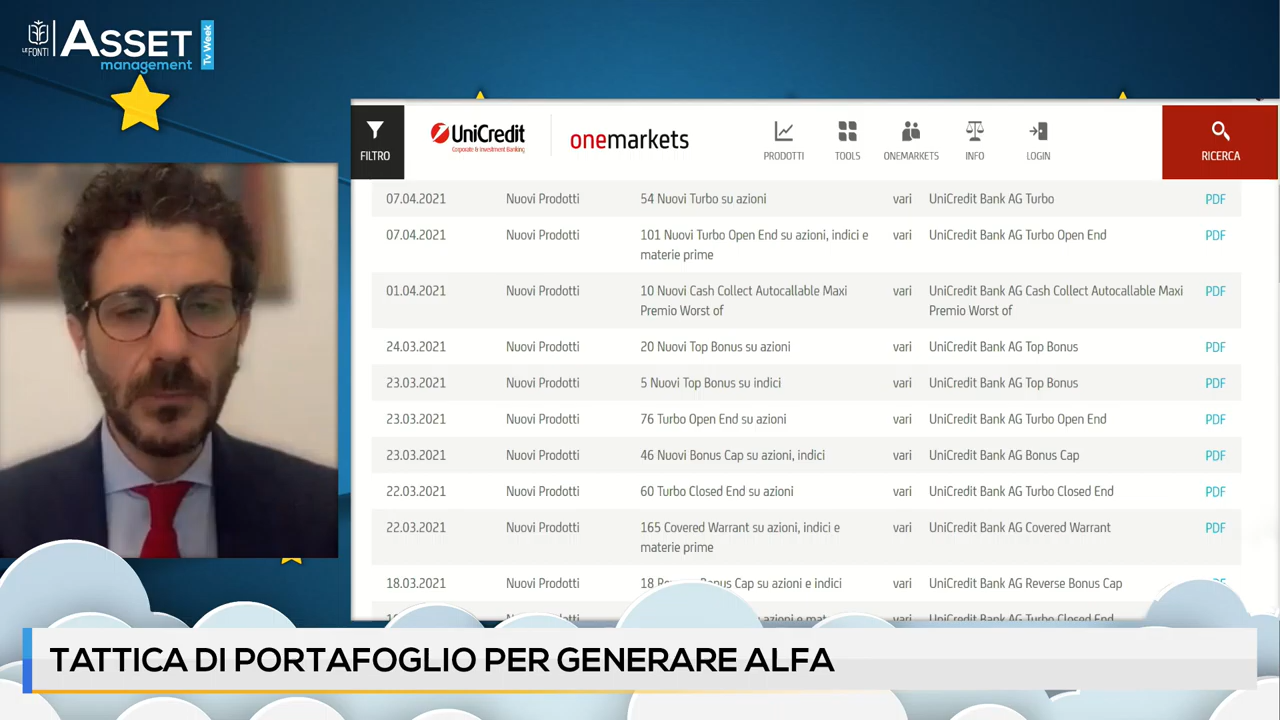 LE FONTI
ASSET
management
Tv Week
FILTRO
UniCredit
Corporate & Investment Banking
onemarkets
PRODOTTI
TOOLS
ONEMARKETS
INFO
LOGIN
RICERCA
07.04.2021 Nuovi Prodotti 54 Nuovi Turbo su azioni vari UniCredit Bank AG Turbo PDF
07.04.2021 Nuovi Prodotti 101 Nuovi Turbo Open End su azioni, indici e vari UniCredit Bank AG Turbo Open End PDF
materie prime
01.04.2021 Nuovi Prodotti 10 Nuovi Cash Collect Autocallable Maxi vari UniCredit Bank AG Cash Collect Autocallable Maxi PDF
Premio Worst of Premio Worst of
24.03.2021 Nuovi Prodotti 20 Nuovi Top Bonus su azioni vari UniCredit Bank AG Top Bonus PDF
23.03.2021 Nuovi Prodotti 5 Nuovi Top Bonus su indici vari UniCredit Bank AG Top Bonus PDF
23.03.2021 Nuovi Prodotti 76 Turbo Open End su azioni vari UniCredit Bank AG Turbo Open End PDF
23.03.2021 Nuovi Prodotti 46 Nuovi Bonus Cap su azioni, indici vari UniCredit Bank AG Bonus Cap PDF
22.03.2021 Nuovi Prodotti 60 Turbo Closed End su azioni vari UniCredit Bank AG Turbo Closed End PDF
22.03.2021 Nuovi Prodotti 165 Covered Warrant su azioni, indici e vari UniCredit Bank AG Covered Warrant PDF
materie prime
18.03.2021 Nuovi Prodotti 18 Bonus Cap su azioni e indici vari UniCredit Bank AG Reverse Bonus Cap
TATTICA DI PORTAFOGLIO PER GENERARE ALFA